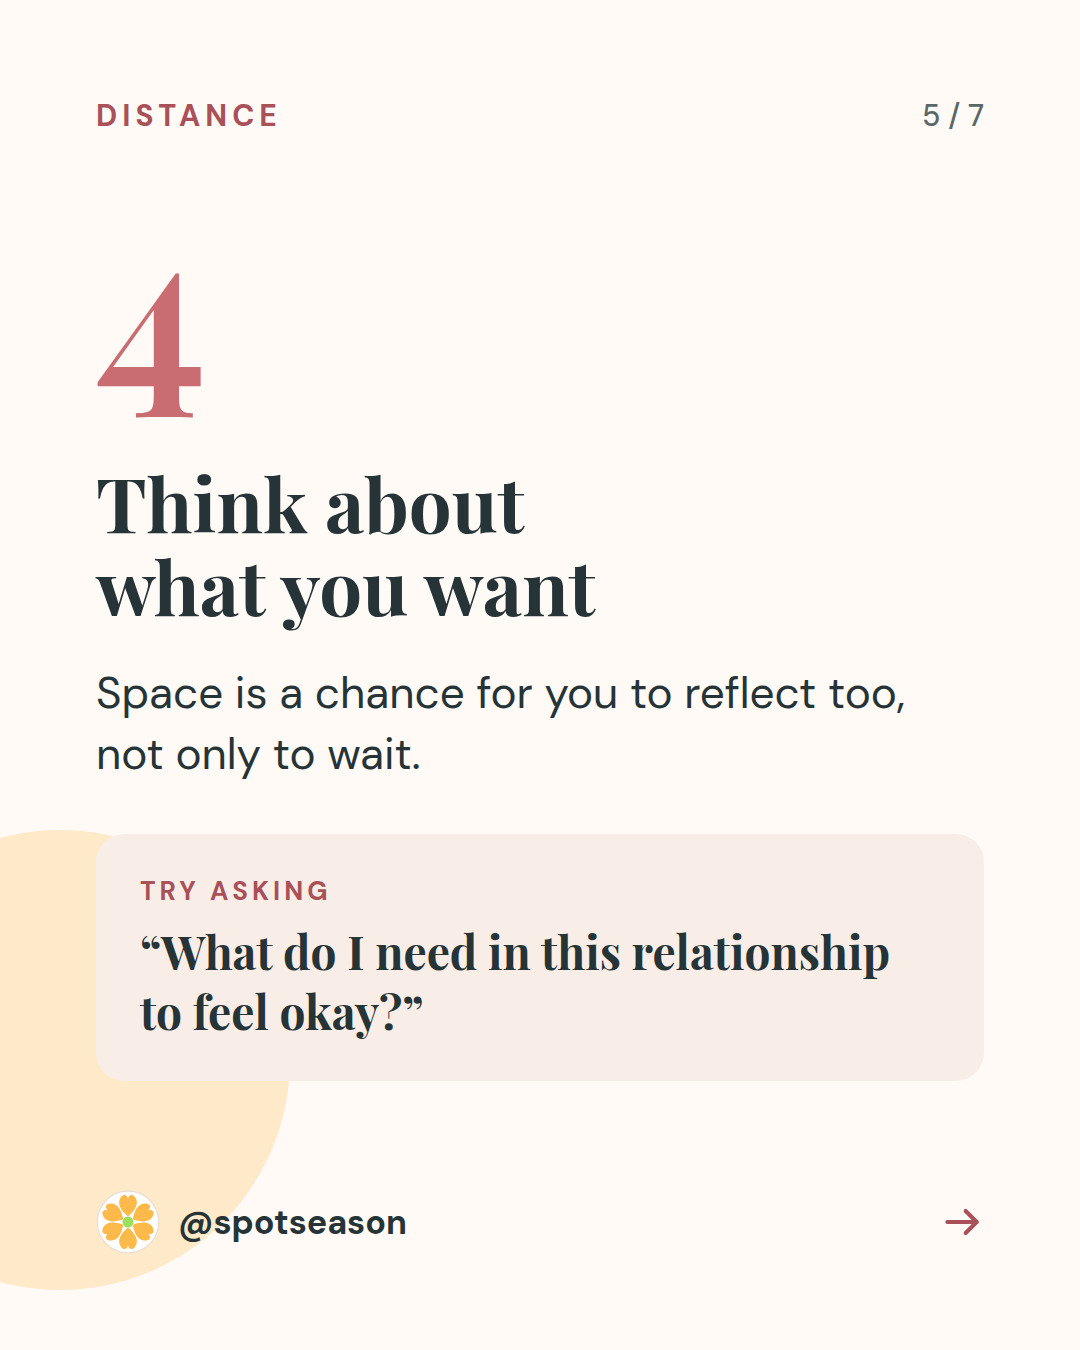 DISTANCE
5 / 7
4
Think about
what you want
Space is a chance for you to reflect too,
not only to wait.
TRY ASKING
“What do I need in this relationship
to feel okay?”
@spotseason